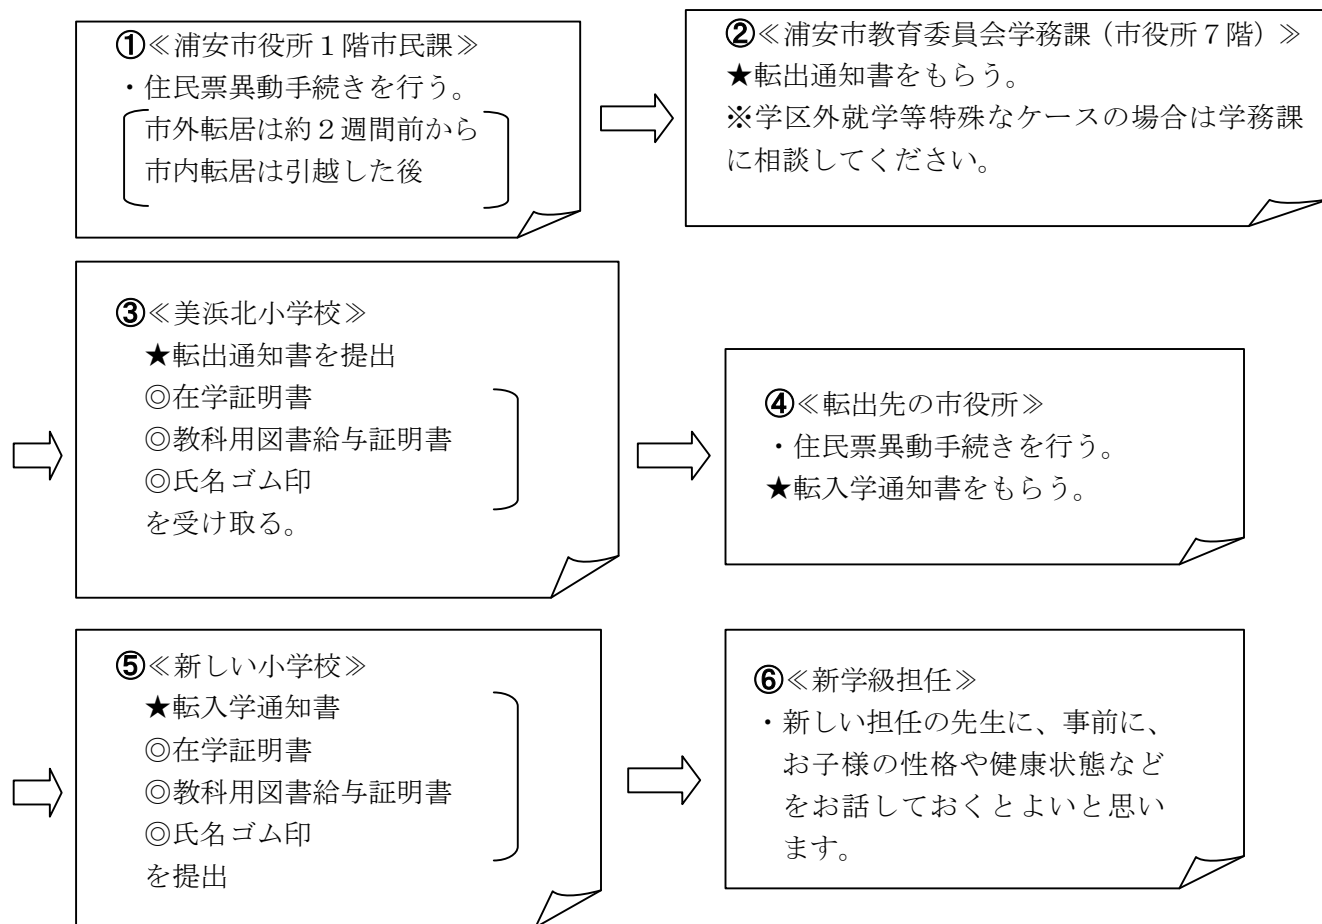 ①≪浦安市役所１階市民課≫
・住民票異動手続きを行う。
市外転居は約２週間前から
市内転居は引越した後
②≪浦安市教育委員会学務課（市役所７階）≫
★転出通知書をもらう。
※学区外就学等特殊なケースの場合は学務課
に相談してください。
③≪美浜北小学校≫
★転出通知書を提出
◎在学証明書
◎教科用図書給与証明書
◎氏名ゴム印
を受け取る。
④≪転出先の市役所≫
・住民票異動手続きを行う。
★転入学通知書をもらう。
⑤≪新しい小学校≫
★転入学通知書
◎在学証明書
◎教科用図書給与証明書
◎氏名ゴム印
を提出
⑥≪新学級担任≫
・新しい担任の先生に、事前に、
お子様の性格や健康状態など
をお話しておくとよいと思い
ます。